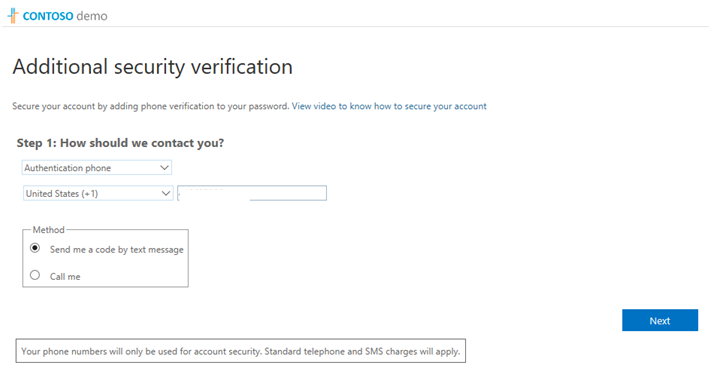 CONTOSO demo
Additional security verification
Secure your account by adding phone verification to your password. View video to know how to secure your account
Step 1: How should we contact you?
Authentication phone
United States (+1)
Method
Send me a code by text message
Call me
Next
Your phone numbers will only be used for account security. Standard telephone and SMS charges will apply.